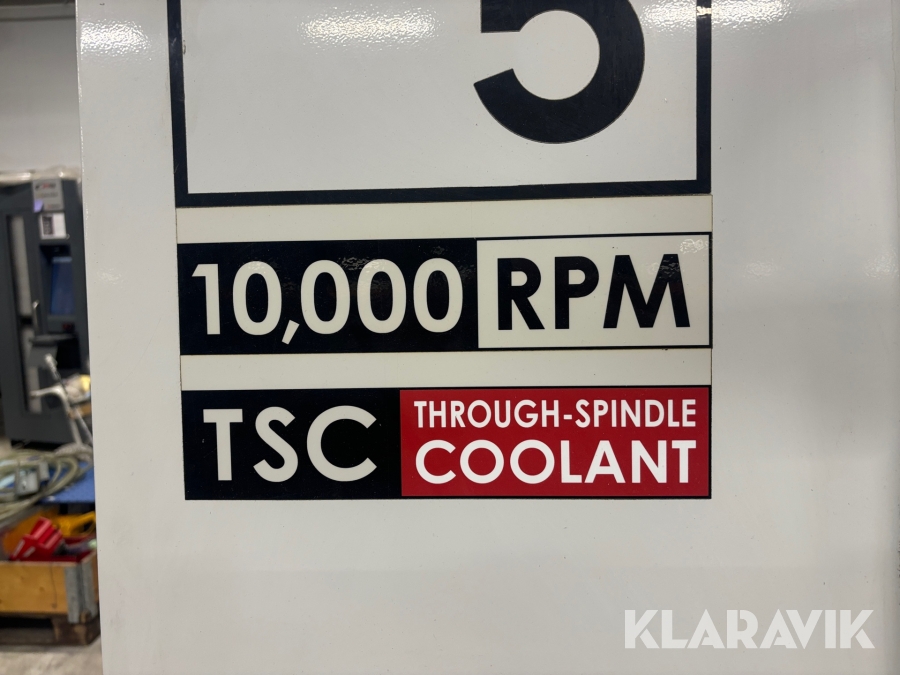 5
10,000 RPM
TSC THROUGH-SPINDLE
COOLANT
KLARAVIK